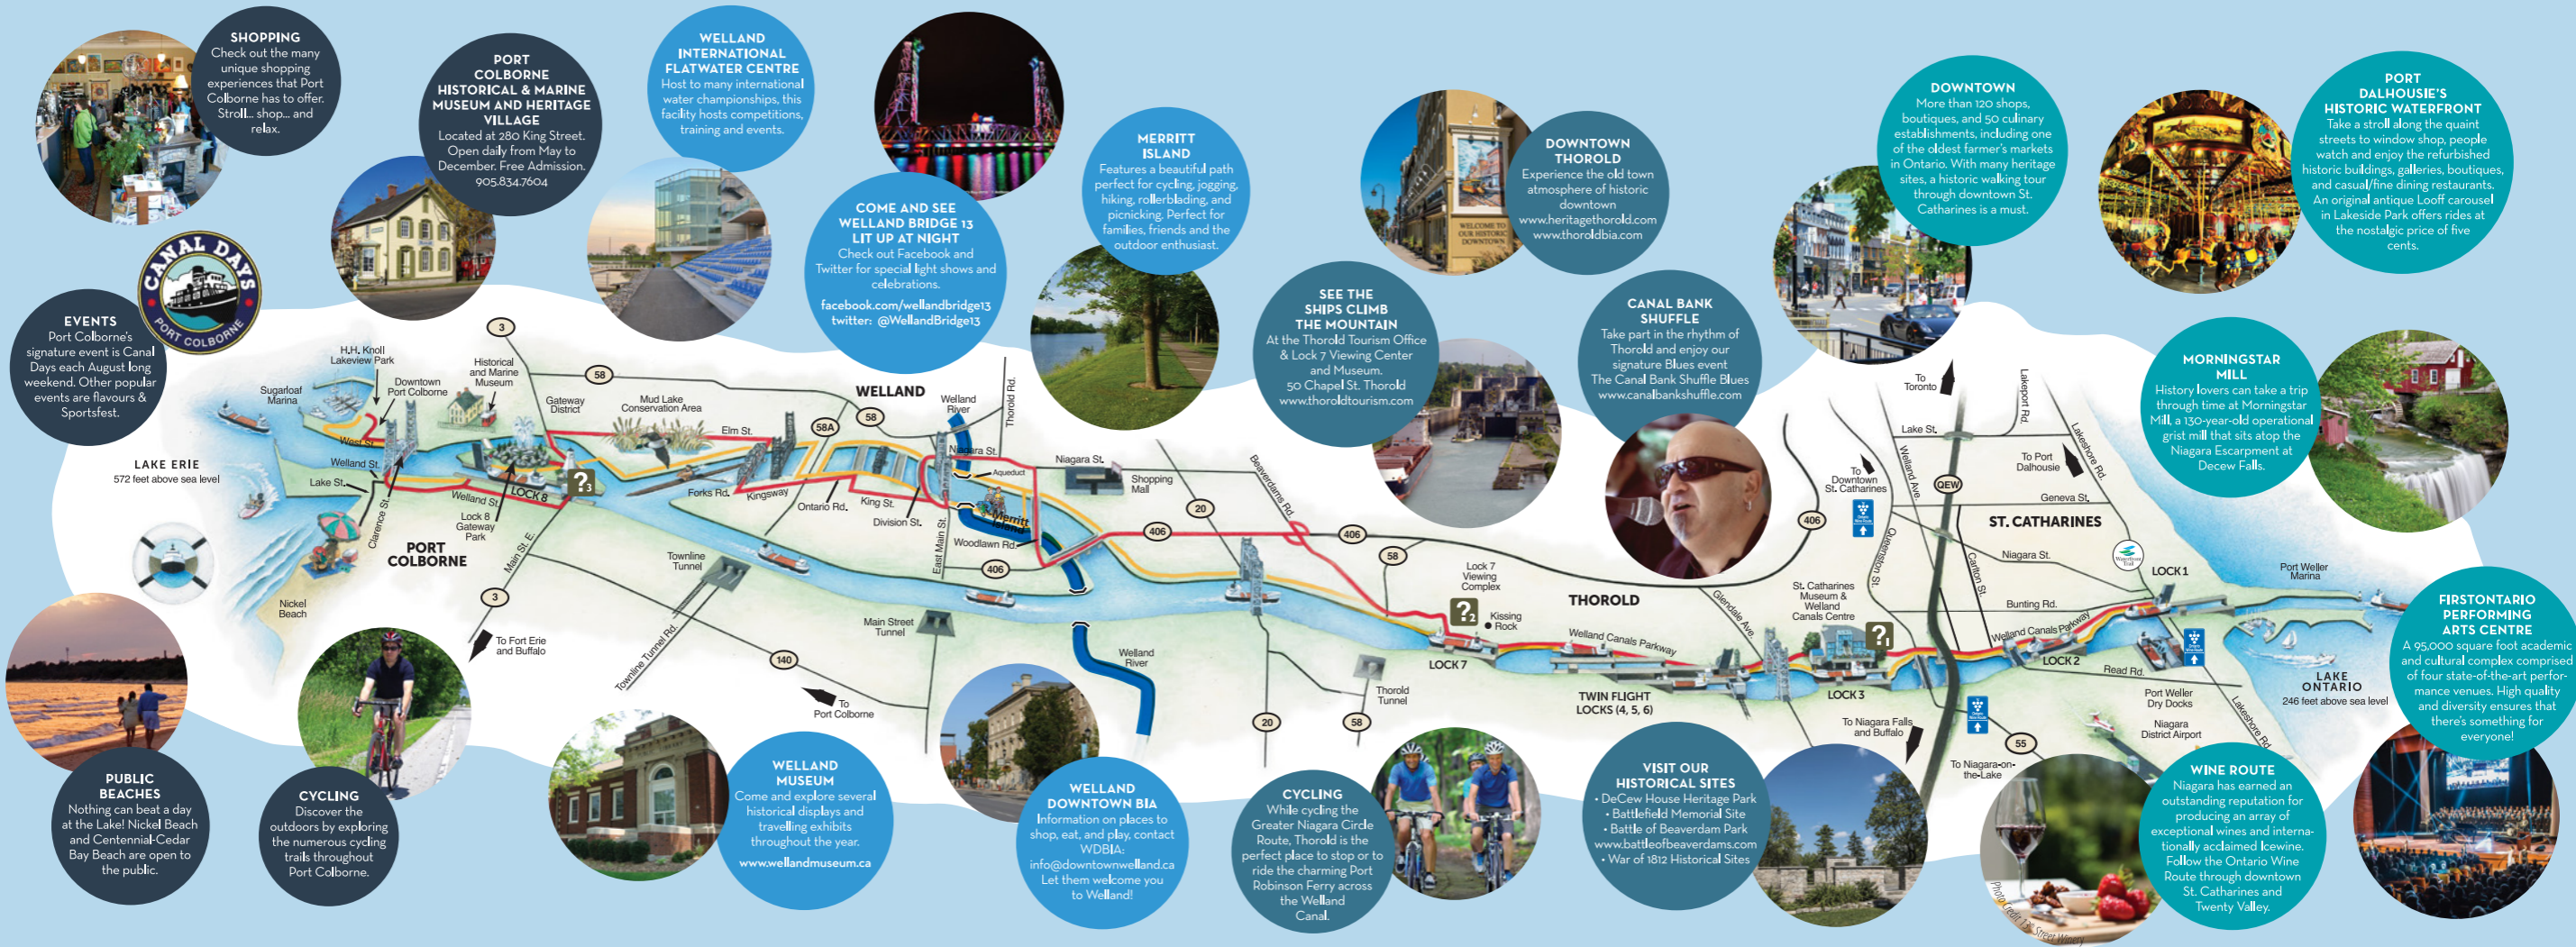 SHOPPING
Check out the many
unique shopping
experiences that Port
Colborne has to offer.
Stroll... shop... and
relax.
PORT
COLBORNE
HISTORICAL & MARINE
MUSEUM AND HERITAGE
VILLAGE
Located at 280 King Street.
Open daily from May to
December. Free Admission.
905.834.7604
WELLAND
INTERNATIONAL
FLATWATER CENTRE
Host to many international
water championships, this
facility hosts competitions,
training and events.
COME AND SEE
WELLAND BRIDGE 13
LIT UP AT NIGHT
Check out Facebook and
Twitter for special light shows and
celebrations.
facebook.com/wellandbridge13
twitter: @WellandBridge13
MERRITT
ISLAND
Features a beautiful path
perfect for cycling, jogging,
hiking, rollerblading, and
picnicking. Perfect for
families, friends and the
outdoor enthusiast.
WELCOME TO
OUR HISTORIC
DOWNTOWN
DOWNTOWN
THOROLD
Experience the old town
atmosphere of historic
downtown
www.heritagethorold.com
www.thoroldbia.com
SEE THE
SHIPS CLIMB
THE MOUNTAIN
At the Thorold Tourism Office
& Lock 7 Viewing Center
and Museum.
50 Chapel St. Thorold
www.thoroldtourism.com
CANAL BANK
SHUFFLE
Take part in the rhythm of
Thorold and enjoy our
signature Blues event
The Canal Bank Shuffle Blues
www.canalbankshuffle.com
DOWNTOWN
More than 120 shops,
boutiques, and 50 culinary
establishments, including one
of the oldest farmer's markets
in Ontario. With many heritage
sites, a historic walking tour
through downtown St.
Catharines is a must.
PORT
DALHOUSIE'S
HISTORIC WATERFRONT
Take a stroll along the quaint
streets to window shop, people
watch and enjoy the refurbished
historic buildings, galleries, boutiques,
and casual/fine dining restaurants.
An original antique Looff carousel
in Lakeside Park offers rides at
the nostalgic price of five
cents.
MORNINGSTAR
MILL
History lovers can take a trip
through time at Morningstar
Mill, a 130-year-old operational
grist mill that sits atop the
Niagara Escarpment at
Decew Falls.
CANAL DAYS
PORT COLBORNE
EVENTS
Port Colborne's
signature event is Canal
Days each August long
weekend. Other popular
events are flavours &
Sportsfest.
LAKE ERIE
572 feet above sea level
Sugarloaf
Marina
H.H. Knoll
Lakeview Park
Downtown
Port Colborne
Historical
and Marine
Museum
3
58
Gateway
District
Mud Lake
Conservation Area
Elm St.
West St.
Welland St.
Lake St.
Clarence St.
Welland St.
LOCK 8
?3
Lock 8
Gateway
Park
PORT
COLBORNE
Main St. E.
Nickel
Beach
3
To Fort Erie
and Buffalo
Forks Rd.
Kingsway
Ontario Rd.
King St.
Division St.
58A
58
WELLAND
Welland
River
Thorold Rd.
Niagara St.
Aqueduct
Merritt
Island
East Main St.
Woodlawn Rd.
406
Niagara St.
Shopping
Mall
Townline
Tunnel
Townline Tunnel Rd.
140
To
Port Colborne
Main Street
Tunnel
Welland
River
406
20
Beaverdams Rd.
406
58
20
58
Thorold
Tunnel
Lock 7
Viewing
Complex
?2
Kissing
Rock
LOCK 7
THOROLD
Welland Canals Parkway
TWIN FLIGHT
LOCKS (4, 5, 6)
Glendale Ave.
406
St. Catharines
Museum &
Welland
Canals Centre
?1
LOCK 3
To
Toronto
To
Downtown
St. Catharines
Lake St.
Welland Ave.
Queenston St.
QEW
Lakeport Rd.
To Port
Dalhousie
Lakeshore Rd.
Geneva St.
ST. CATHARINES
Niagara St.
Carlton St.
Waterfront
Trail
Bunting Rd.
LOCK 1
Welland Canals Parkway
LOCK 2
Read Rd.
Port Weller
Marina
Port Weller
Dry Docks
Niagara
District Airport
Lakeshore Rd.
LAKE
ONTARIO
246 feet above sea level
To Niagara Falls
and Buffalo
To Niagara-on-
the-Lake
55
FIRSTONTARIO
PERFORMING
ARTS CENTRE
A 95,000 square foot academic
and cultural complex comprised
of four state-of-the-art perfor-
mance venues. High quality
and diversity ensures that
there's something for
everyone!
PUBLIC
BEACHES
Nothing can beat a day
at the Lake! Nickel Beach
and Centennial-Cedar
Bay Beach are open to
the public.
CYCLING
Discover the
outdoors by exploring
the numerous cycling
trails throughout
Port Colborne.
WELLAND
MUSEUM
Come and explore several
historical displays and
travelling exhibits
throughout the year.
www.wellandmuseum.ca
WELLAND
DOWNTOWN BIA
Information on places to
shop, eat, and play, contact
WDBIA:
info@downtownwelland.ca
Let them welcome you
to Welland!
CYCLING
While cycling the
Greater Niagara Circle
Route, Thorold is the
perfect place to stop or to
ride the charming Port
Robinson Ferry across
the Welland
Canal.
VISIT OUR
HISTORICAL SITES
• DeCew House Heritage Park
• Battlefield Memorial Site
• Battle of Beaverdam Park
www.battleofbeaverdams.com
• War of 1812 Historical Sites
WINE ROUTE
Niagara has earned an
outstanding reputation for
producing an array of
exceptional wines and interna-
tionally acclaimed Icewine.
Follow the Ontario Wine
Route through downtown
St. Catharines and
Twenty Valley.
Photo Credit 13th Street Winery